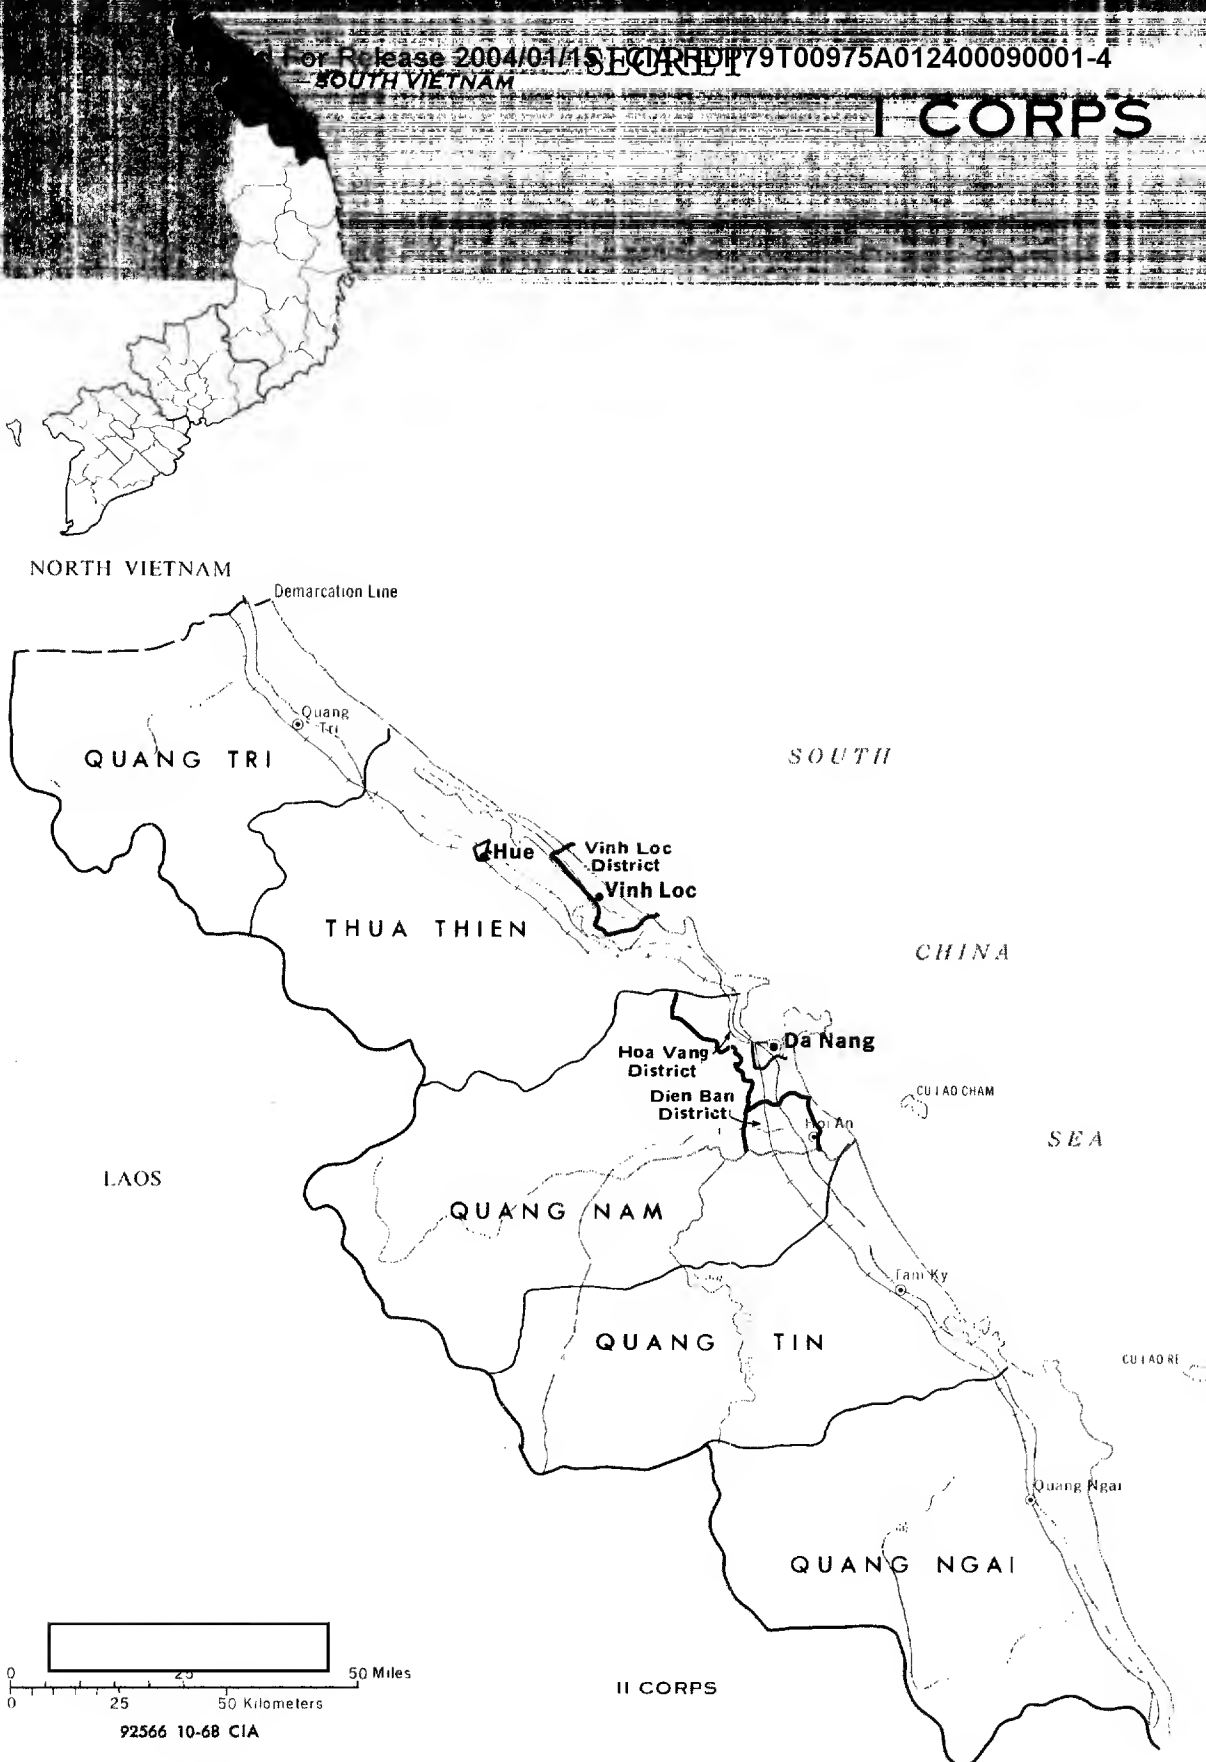 For Release 2004/01/15 : CIA-RDP79T00975A012400090001-4
SECRET
SOUTH VIETNAM
I CORPS
NORTH VIETNAM
Demarcation Line
Quang
Tri
QUANG TRI
SOUTH
Hue
Vinh Loc
District
Vinh Loc
THUA THIEN
CHINA
Da Nang
Hoa Vang
District
Dien Ban
District
CU LAO CHAM
Hoi An
SEA
LAOS
QUANG NAM
Tam Ky
QUANG TIN
CU LAO RE
Quang Ngai
QUANG NGAI
0 25 50 Miles
0 25 50 Kilometers
II CORPS
92566 10-68 CIA